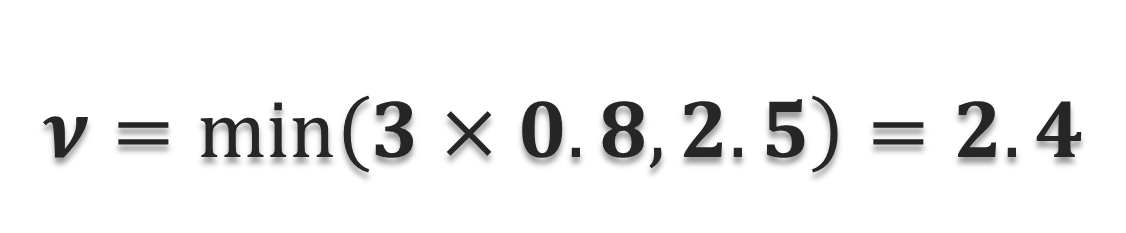 ν = min(3 × 0.8, 2.5) = 2.4